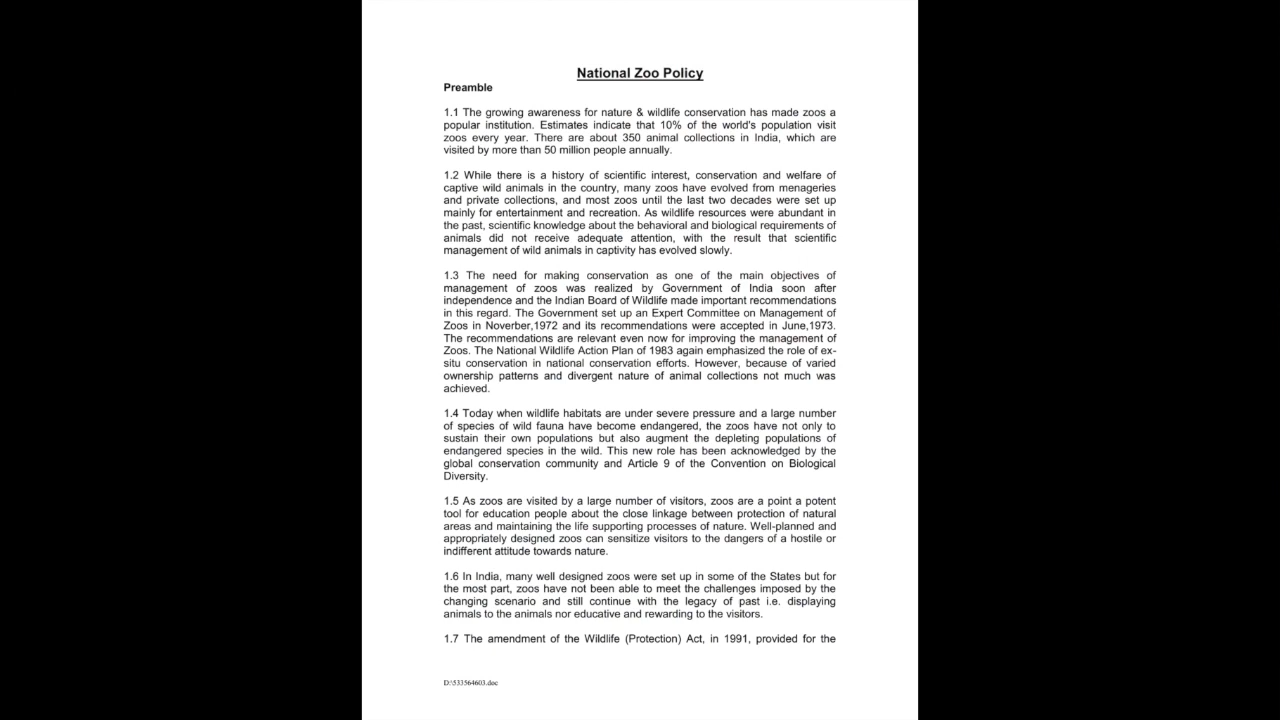 National Zoo Policy
Preamble
1.1 The growing awareness for nature & wildlife conservation has made zoos a
popular institution. Estimates indicate that 10% of the world's population visit
zoos every year. There are about 350 animal collections in India, which are
visited by more than 50 million people annually.
1.2 While there is a history of scientific interest, conservation and welfare of
captive wild animals in the country, many zoos have evolved from menageries
and private collections, and most zoos until the last two decades were set up
mainly for entertainment and recreation. As wildlife resources were abundant in
the past, scientific knowledge about the behavioral and biological requirements of
animals did not receive adequate attention, with the result that scientific
management of wild animals in captivity has evolved slowly.
1.3 The need for making conservation as one of the main objectives of
management of zoos was realized by Government of India soon after
independence and the Indian Board of Wildlife made important recommendations
in this regard. The Government set up an Expert Committee on Management of
Zoos in Noverber,1972 and its recommendations were accepted in June,1973.
The recommendations are relevant even now for improving the management of
Zoos. The National Wildlife Action Plan of 1983 again emphasized the role of ex-
situ conservation in national conservation efforts. However, because of varied
ownership patterns and divergent nature of animal collections not much was
achieved.
1.4 Today when wildlife habitats are under severe pressure and a large number
of species of wild fauna have become endangered, the zoos have not only to
sustain their own populations but also augment the depleting populations of
endangered species in the wild. This new role has been acknowledged by the
global conservation community and Article 9 of the Convention on Biological
Diversity.
1.5 As zoos are visited by a large number of visitors, zoos are a point a potent
tool for education people about the close linkage between protection of natural
areas and maintaining the life supporting processes of nature. Well-planned and
appropriately designed zoos can sensitize visitors to the dangers of a hostile or
indifferent attitude towards nature.
1.6 In India, many well designed zoos were set up in some of the States but for
the most part, zoos have not been able to meet the challenges imposed by the
changing scenario and still continue with the legacy of past i.e. displaying
animals to the animals nor educative and rewarding to the visitors.
1.7 The amendment of the Wildlife (Protection) Act, in 1991, provided for the
D:\533564603.doc